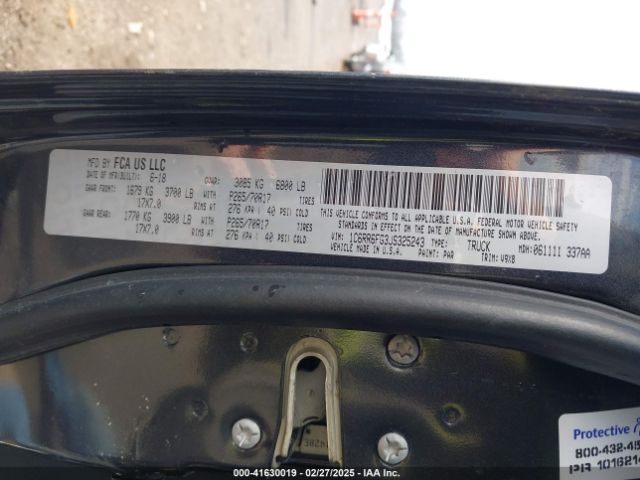 MFD BY FCA US LLC
DATE OF MFR(BUILT): 6-18 GVWR: 3085 KG 6800 LB
GAWR FRONT: 1679 KG 3700 LB WITH P265/70R17 TIRES
17X7.0 RIMS AT 276 KPA( 40 PSI) COLD
GAWR REAR: 1770 KG 3900 LB WITH P265/70R17 TIRES
17X7.0 RIMS AT 276 KPA( 40 PSI) COLD
THIS VEHICLE CONFORMS TO ALL APPLICABLE U.S.A. FEDERAL MOTOR VEHICLE SAFETY
STANDARDS IN EFFECT ON THE DATE OF MANUFACTURE SHOWN ABOVE.
VIN: 1C6RR6FG3JS325243 TYPE: TRUCK MDH: 061111 337AA
VEHICLE MADE IN U.S.A. PAINT: PAR TRIM: V9X8
Protective
800-432-
PIR 101621
000-41630019 - 02/27/2025 - IAAI, Inc.